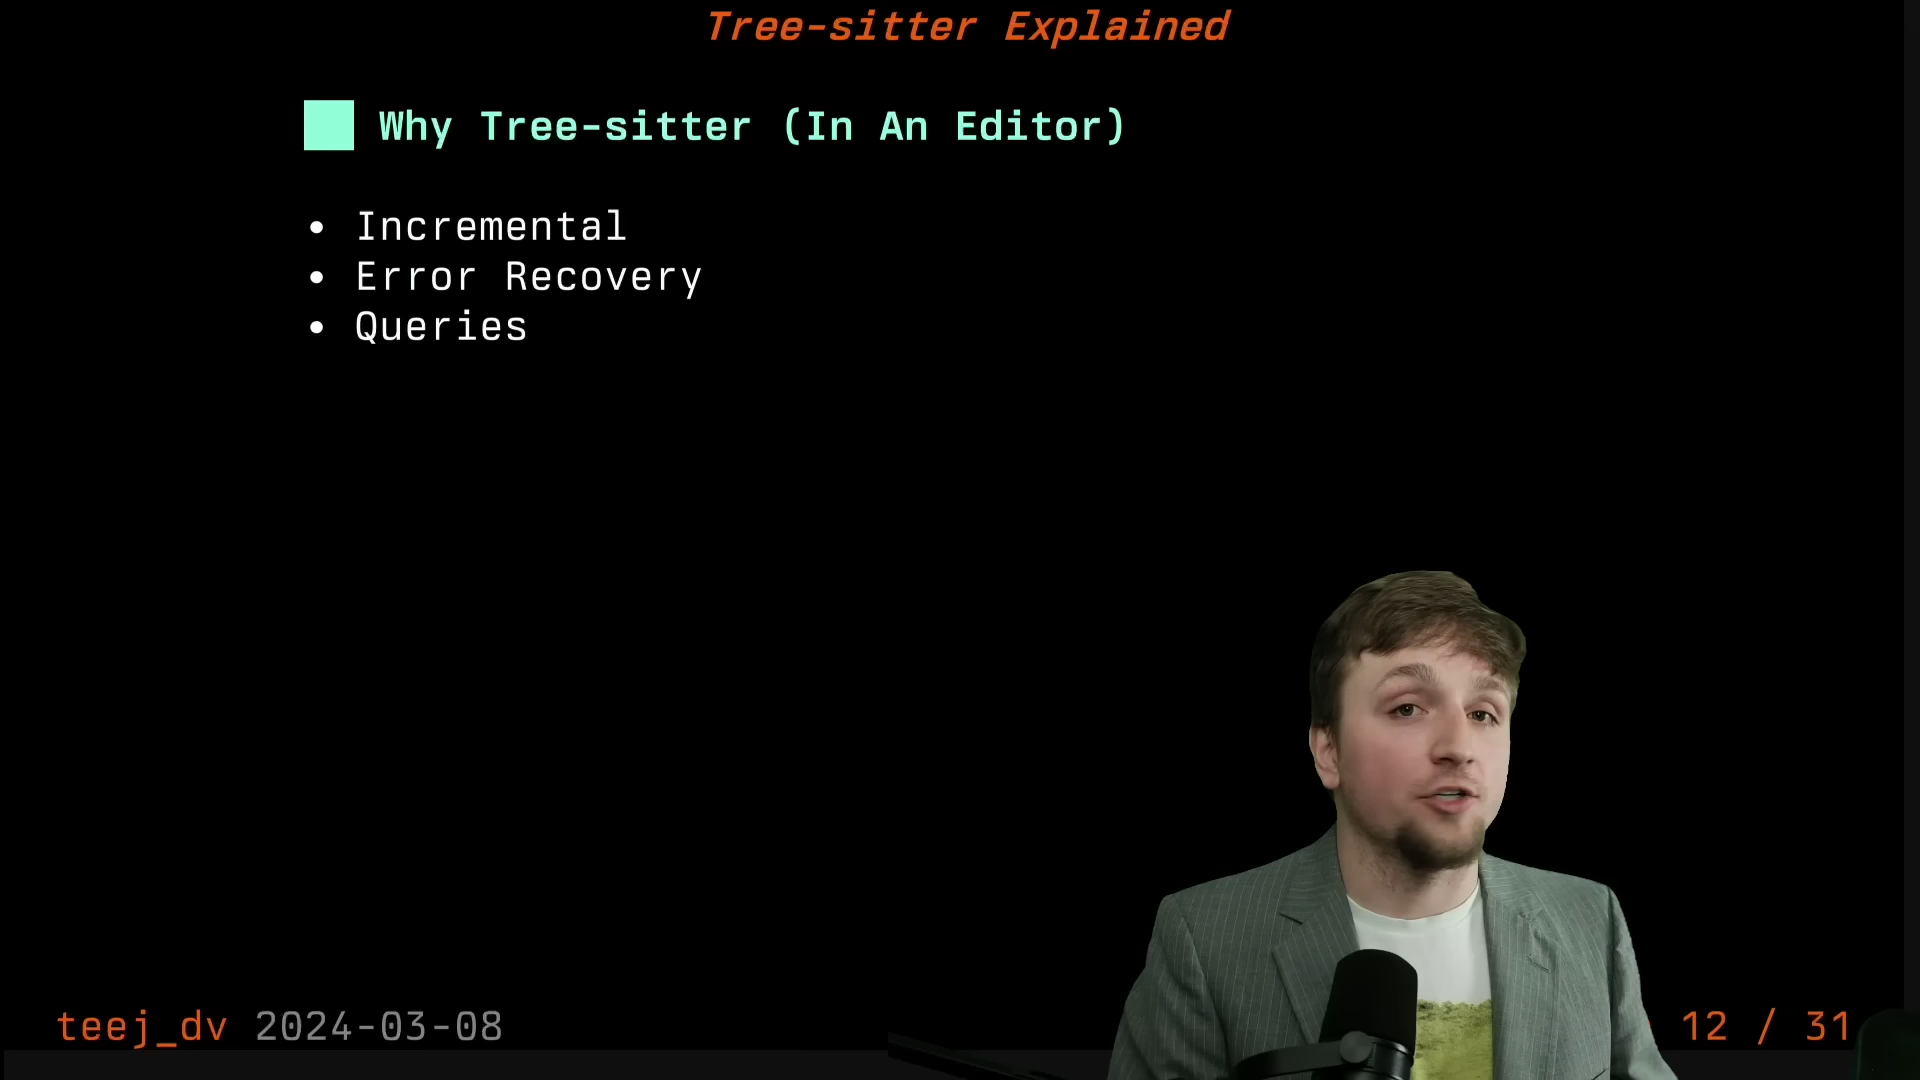 Tree-sitter Explained
Why Tree-sitter (In An Editor)
• Incremental
• Error Recovery
• Queries
teej_dv 2024-03-08
12 / 31